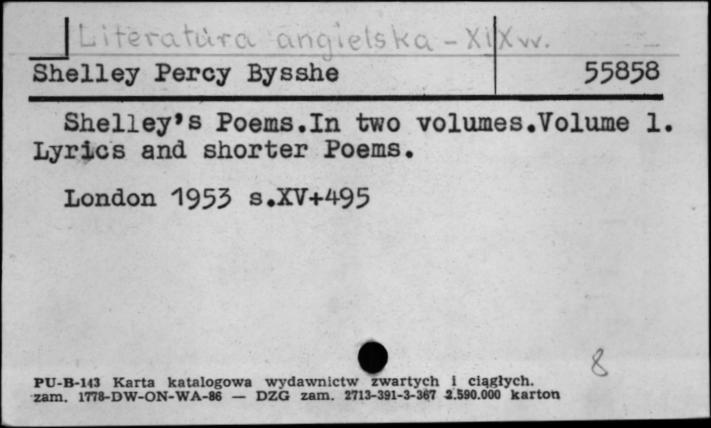 Literatura angielska - XIX w.
Shelley Percy Bysshe 55858
Shelley's Poems.In two volumes.Volume 1.
Lyrics and shorter Poems.
London 1953 s.XV+495
8
PU-B-143 Karta katalogowa wydawnictw zwartych i ciągłych.
zam. 1778-DW-ON-WA-86 — DZG zam. 2713-391-3-367 2.590.000 karton